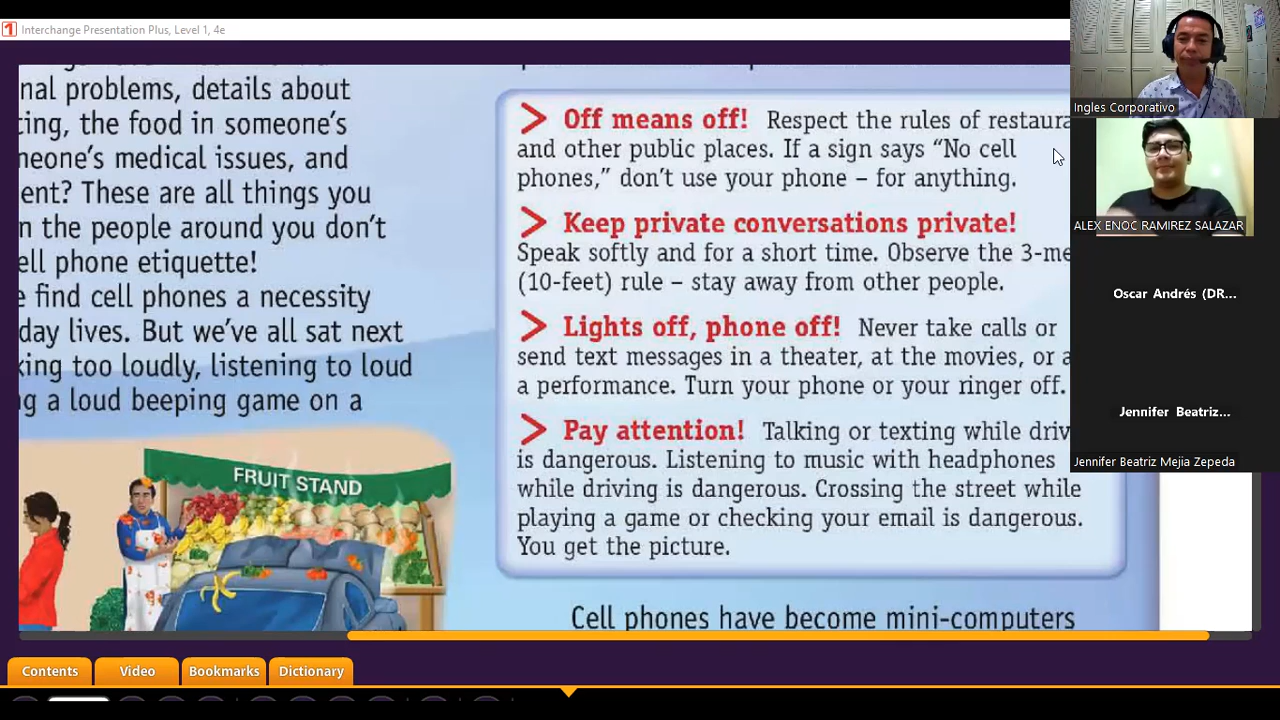 Interchange Presentation Plus, Level 1, 4e
nal problems, details about
ting, the food in someone's
neone's medical issues, and
ent? These are all things you
n the people around you don't
ell phone etiquette!
e find cell phones a necessity
day lives. But we've all sat next
king too loudly, listening to loud
ng a loud beeping game on a
FRUIT STAND
> Off means off! Respect the rules of restaura
and other public places. If a sign says “No cell
phones,” don't use your phone – for anything.
> Keep private conversations private!
Speak softly and for a short time. Observe the 3-me
(10-feet) rule – stay away from other people.
> Lights off, phone off! Never take calls or
send text messages in a theater, at the movies, or a
a performance. Turn your phone or your ringer off.
> Pay attention! Talking or texting while driv
is dangerous. Listening to music with headphones
while driving is dangerous. Crossing the street while
playing a game or checking your email is dangerous.
You get the picture.
Cell phones have become mini-computers
Ingles Corporativo
ALEX ENOC RAMIREZ SALAZAR
Oscar Andrés (DR...
Jennifer Beatriz...
Jennifer Beatriz Mejia Zepeda
Contents
Video
Bookmarks
Dictionary